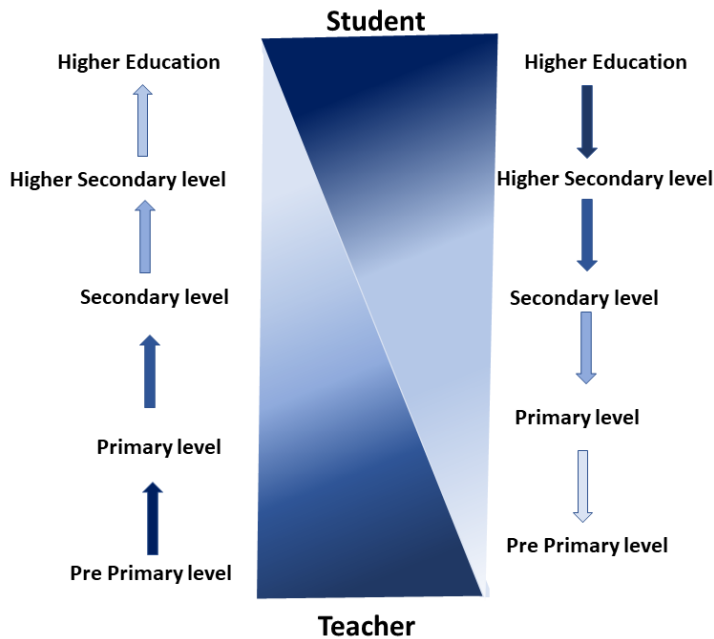 Student
Higher Education
Higher Secondary level
Secondary level
Primary level
Pre Primary level
Higher Education
Higher Secondary level
Secondary level
Primary level
Pre Primary level
Teacher